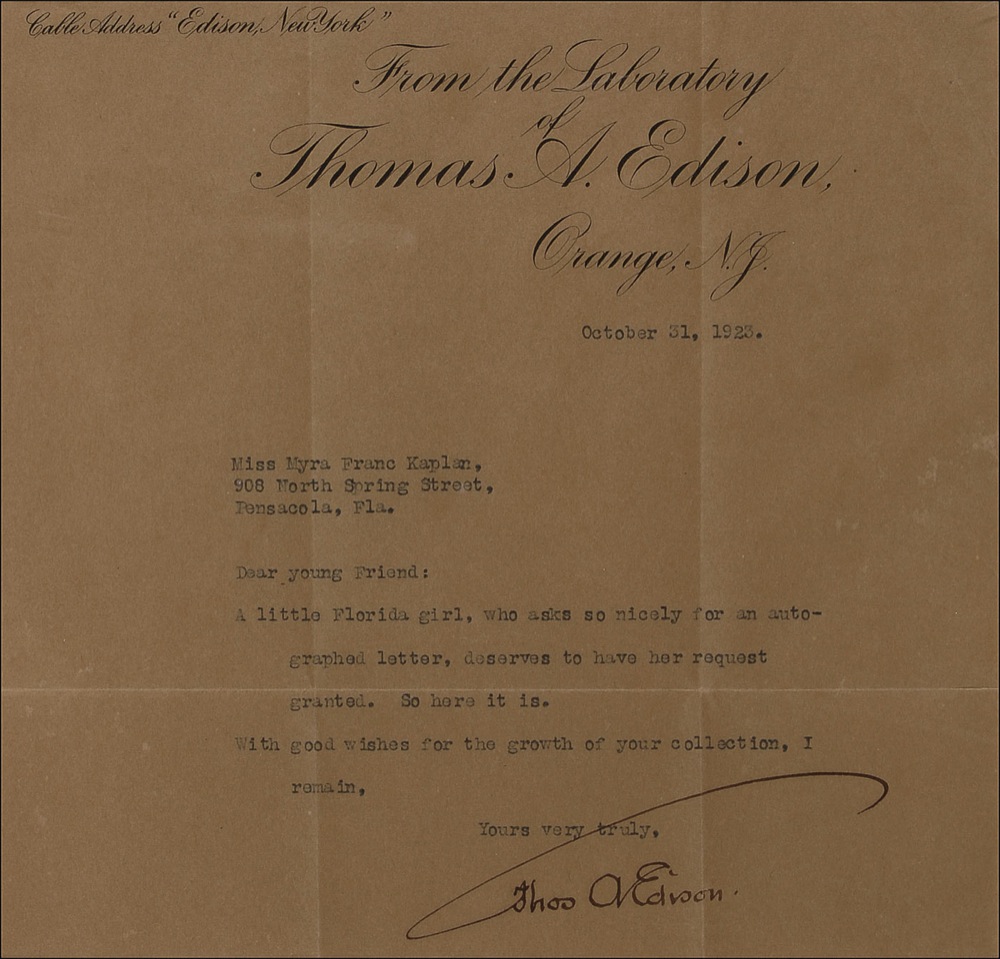 Cable Address "Edison, New York"
From the Laboratory
of
Thomas A. Edison,
Orange, N.J.
October 31, 1923.
Miss Myra Franc Kaplan,
908 North Spring Street,
Pensacola, Fla.
Dear young Friend:
A little Florida girl, who asks so nicely for an auto-
graphed letter, deserves to have her request
granted. So here it is.
With good wishes for the growth of your collection, I
remain,
Yours very truly,
Thos A Edison.